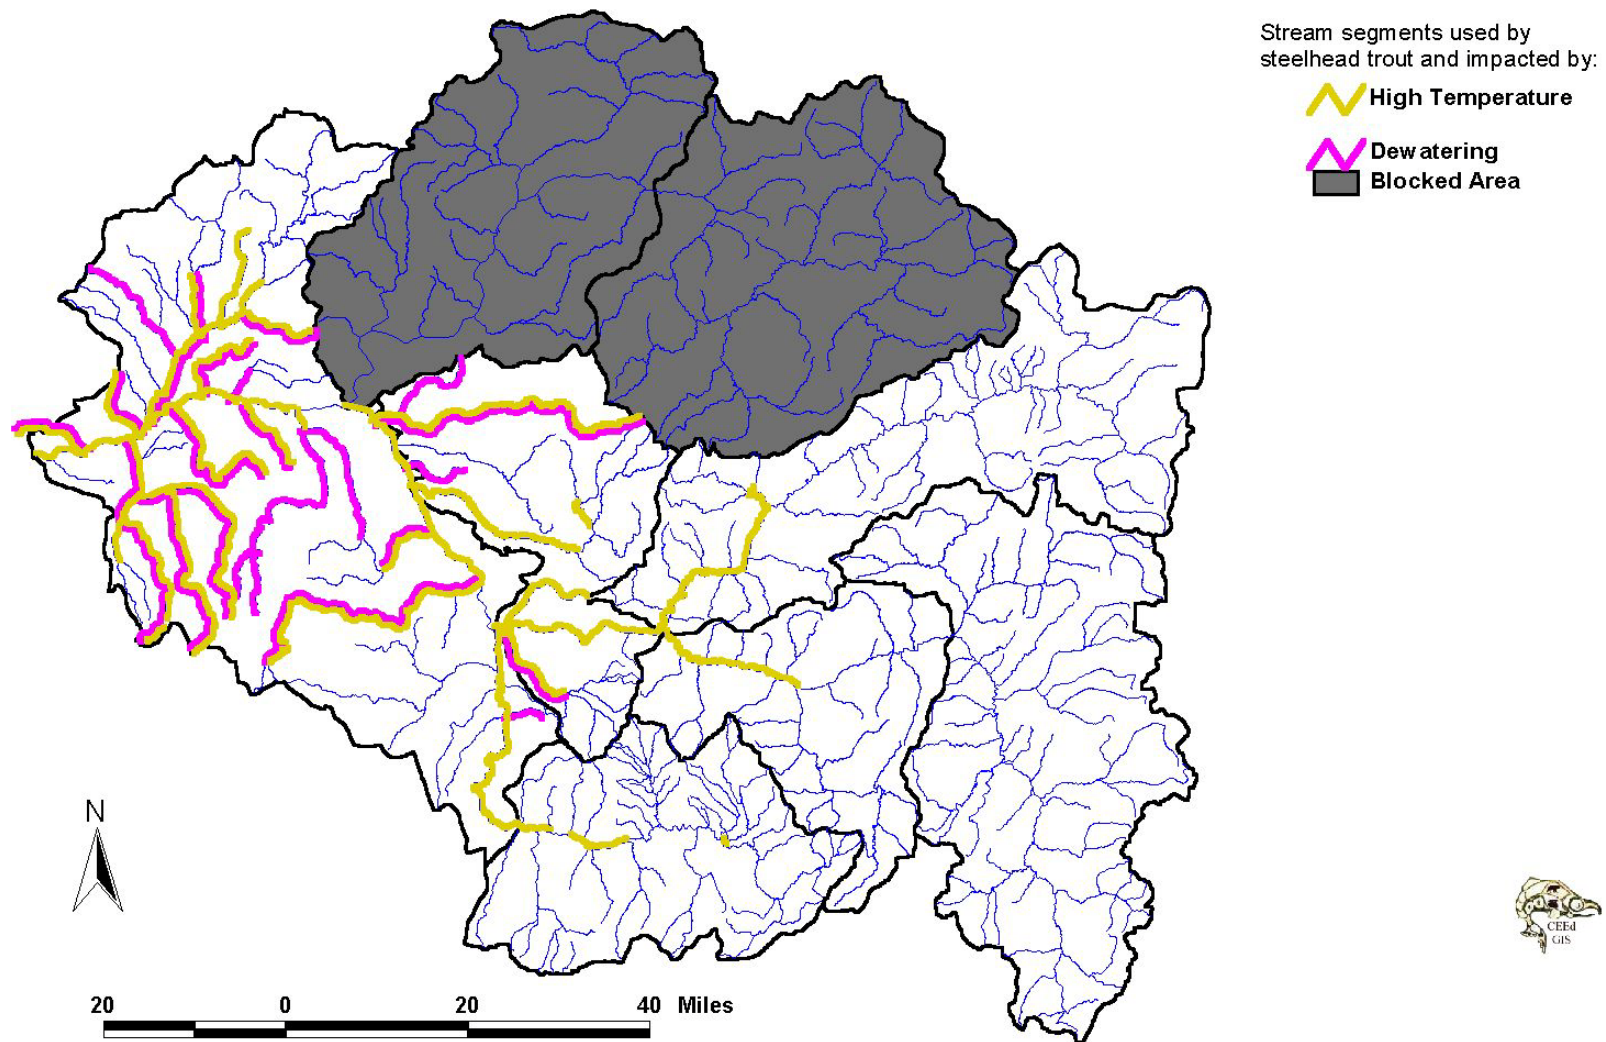 Stream segments used by
steelhead trout and impacted by:
High Temperature
Dewatering
Blocked Area
N
CEEd
GIS
20 0 20 40 Miles